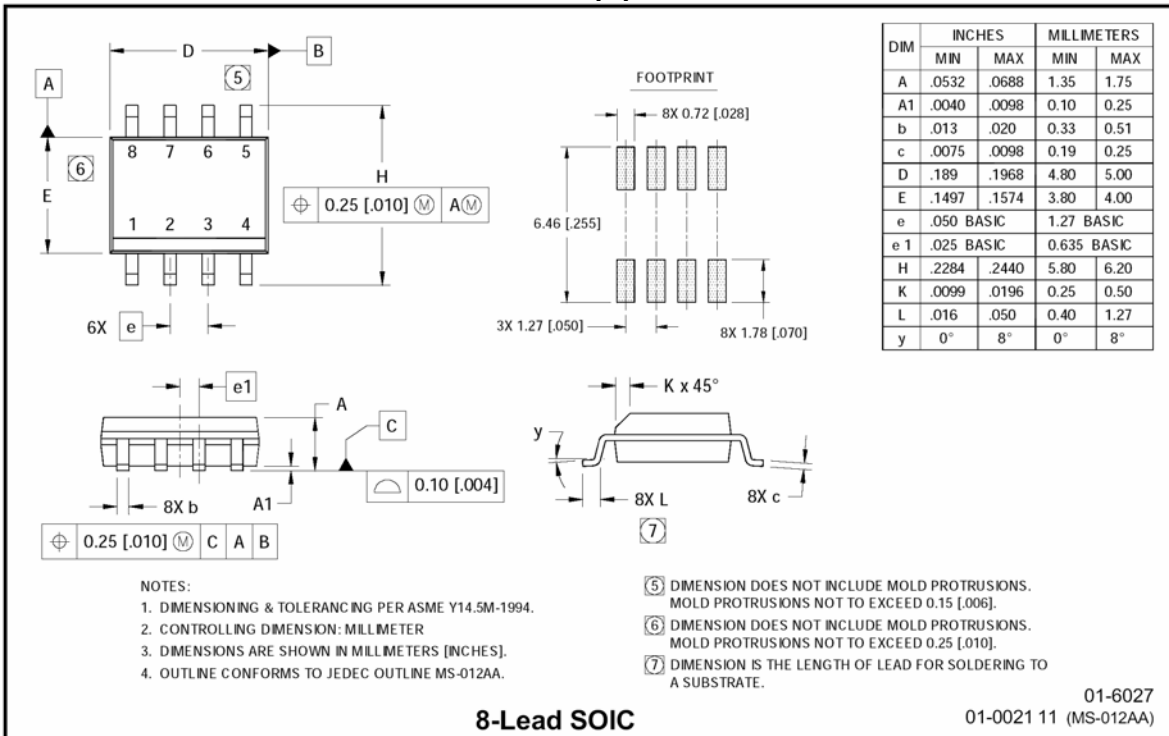 D
B
5
A
8 7 6 5
6
E
H
⌖ 0.25 [.010] Ⓜ AⓂ
1 2 3 4
6X e
FOOTPRINT
8X 0.72 [.028]
6.46 [.255]
3X 1.27 [.050]
8X 1.78 [.070]
DIM INCHES MILLIMETERS
MIN MAX MIN MAX
A .0532 .0688 1.35 1.75
A1 .0040 .0098 0.10 0.25
b .013 .020 0.33 0.51
c .0075 .0098 0.19 0.25
D .189 .1968 4.80 5.00
E .1497 .1574 3.80 4.00
e .050 BASIC 1.27 BASIC
e 1 .025 BASIC 0.635 BASIC
H .2284 .2440 5.80 6.20
K .0099 .0196 0.25 0.50
L .016 .050 0.40 1.27
y 0° 8° 0° 8°
e1
A
C
0.10 [.004]
8X b
A1
⌖ 0.25 [.010] Ⓜ C A B
K x 45°
y
8X L
8X c
7
NOTES:
1. DIMENSIONING & TOLERANCING PER ASME Y14.5M-1994.
2. CONTROLLING DIMENSION: MILLIMETER
3. DIMENSIONS ARE SHOWN IN MILLIMETERS [INCHES].
4. OUTLINE CONFORMS TO JEDEC OUTLINE MS-012AA.
5 DIMENSION DOES NOT INCLUDE MOLD PROTRUSIONS.
MOLD PROTRUSIONS NOT TO EXCEED 0.15 [.006].
6 DIMENSION DOES NOT INCLUDE MOLD PROTRUSIONS.
MOLD PROTRUSIONS NOT TO EXCEED 0.25 [.010].
7 DIMENSION IS THE LENGTH OF LEAD FOR SOLDERING TO
A SUBSTRATE.
8-Lead SOIC
01-6027
01-0021 11 (MS-012AA)